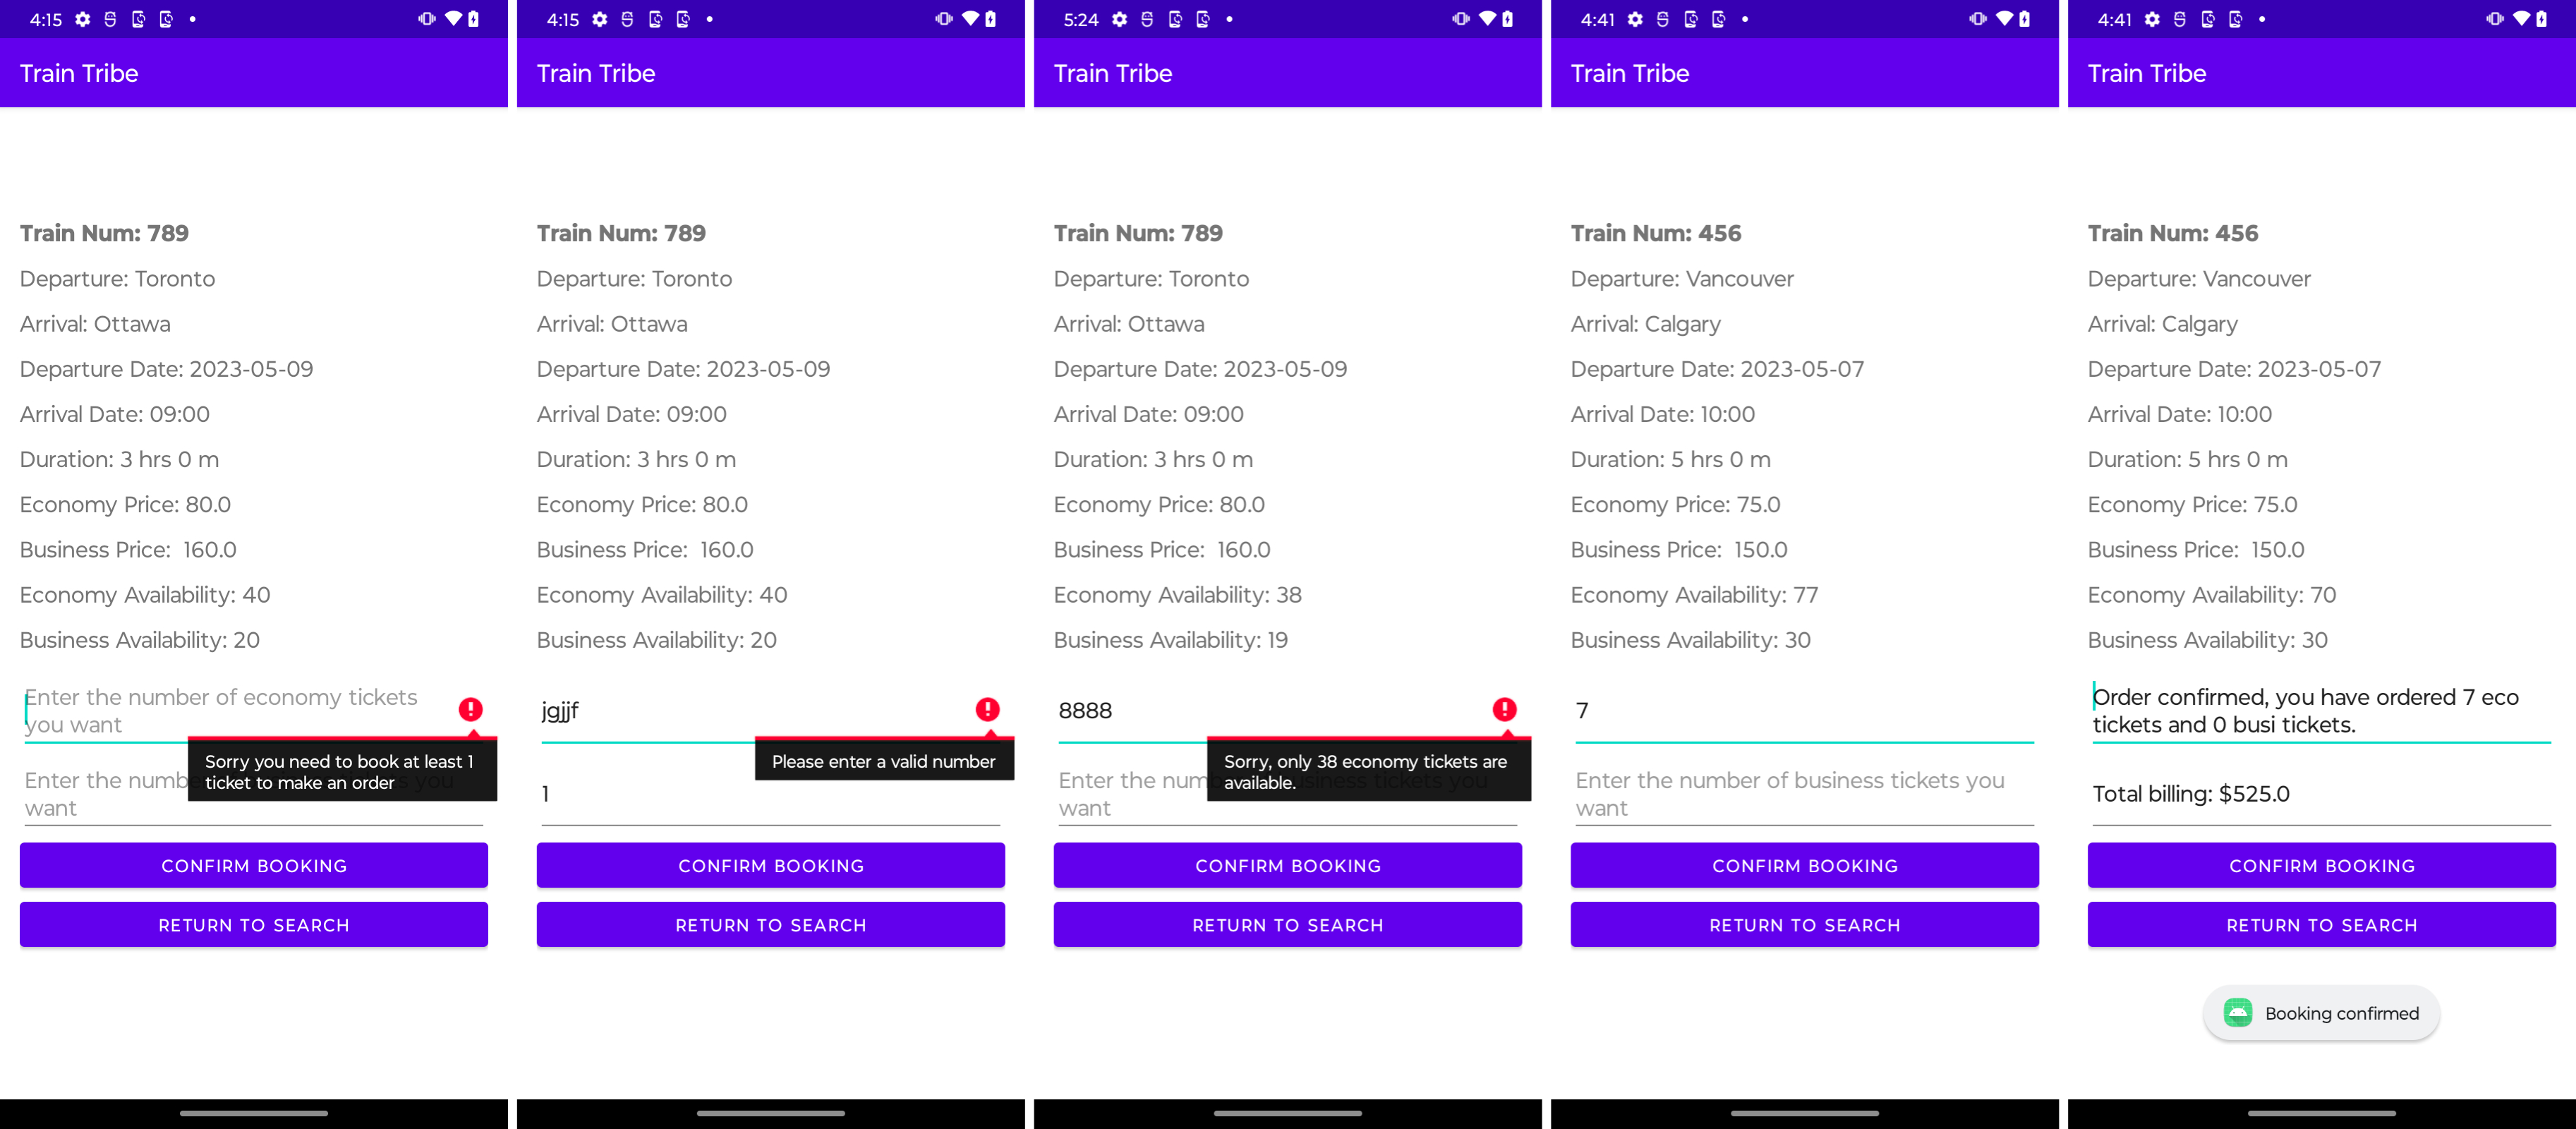 4:15
Train Tribe
Train Num: 789
Departure: Toronto
Arrival: Ottawa
Departure Date: 2023-05-09
Arrival Date: 09:00
Duration: 3 hrs 0 m
Economy Price: 80.0
Business Price:  160.0
Economy Availability: 40
Business Availability: 20
Enter the number of economy tickets
you want
Sorry you need to book at least 1
ticket to make an order
Enter the number of business tickets you
want
CONFIRM BOOKING
RETURN TO SEARCH
4:15
Train Tribe
Train Num: 789
Departure: Toronto
Arrival: Ottawa
Departure Date: 2023-05-09
Arrival Date: 09:00
Duration: 3 hrs 0 m
Economy Price: 80.0
Business Price:  160.0
Economy Availability: 40
Business Availability: 20
jgjjf
Please enter a valid number
1
CONFIRM BOOKING
RETURN TO SEARCH
5:24
Train Tribe
Train Num: 789
Departure: Toronto
Arrival: Ottawa
Departure Date: 2023-05-09
Arrival Date: 09:00
Duration: 3 hrs 0 m
Economy Price: 80.0
Business Price:  160.0
Economy Availability: 38
Business Availability: 19
8888
Sorry, only 38 economy tickets are
available.
Enter the number of business tickets you
want
CONFIRM BOOKING
RETURN TO SEARCH
4:41
Train Tribe
Train Num: 456
Departure: Vancouver
Arrival: Calgary
Departure Date: 2023-05-07
Arrival Date: 10:00
Duration: 5 hrs 0 m
Economy Price: 75.0
Business Price:  150.0
Economy Availability: 77
Business Availability: 30
7
Enter the number of business tickets you
want
CONFIRM BOOKING
RETURN TO SEARCH
4:41
Train Tribe
Train Num: 456
Departure: Vancouver
Arrival: Calgary
Departure Date: 2023-05-07
Arrival Date: 10:00
Duration: 5 hrs 0 m
Economy Price: 75.0
Business Price:  150.0
Economy Availability: 70
Business Availability: 30
Order confirmed, you have ordered 7 eco
tickets and 0 busi tickets.
Total billing: $525.0
CONFIRM BOOKING
RETURN TO SEARCH
Booking confirmed